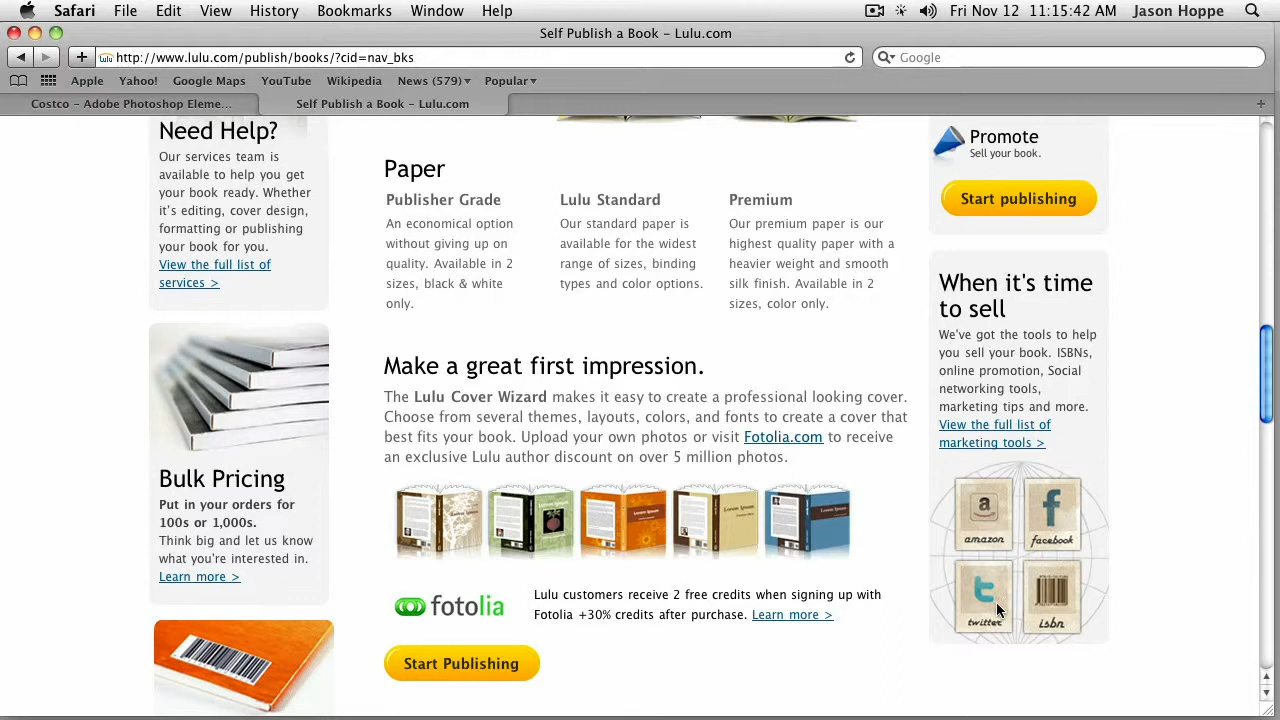 Safari File Edit View History Bookmarks Window Help Fri Nov 12 11:15:42 AM Jason Hoppe
Self Publish a Book – Lulu.com
http://www.lulu.com/publish/books/?cid=nav_bks
Google
Apple Yahoo! Google Maps YouTube Wikipedia News (579)▾ Popular▾
Costco – Adobe Photoshop Eleme...
Self Publish a Book – Lulu.com
Need Help?
Our services team is
available to help you get
your book ready. Whether
it's editing, cover design,
formatting or publishing
your book for you.
View the full list of
services >
Bulk Pricing
Put in your orders for
100s or 1,000s.
Think big and let us know
what you're interested in.
Learn more >
Paper
Publisher Grade
An economical option
without giving up on
quality. Available in 2
sizes, black & white
only.
Lulu Standard
Our standard paper is
available for the widest
range of sizes, binding
types and color options.
Premium
Our premium paper is our
highest quality paper with a
heavier weight and smooth
silk finish. Available in 2
sizes, color only.
Make a great first impression.
The Lulu Cover Wizard makes it easy to create a professional looking cover.
Choose from several themes, layouts, colors, and fonts to create a cover that
best fits your book. Upload your own photos or visit Fotolia.com to receive
an exclusive Lulu author discount on over 5 million photos.
fotolia
Lulu customers receive 2 free credits when signing up with
Fotolia +30% credits after purchase. Learn more >
Start Publishing
Promote
Sell your book.
Start publishing
When it's time
to sell
We've got the tools to help
you sell your book. ISBNs,
online promotion, Social
networking tools,
marketing tips and more.
View the full list of
marketing tools >
amazon
facebook
twitter
isbn